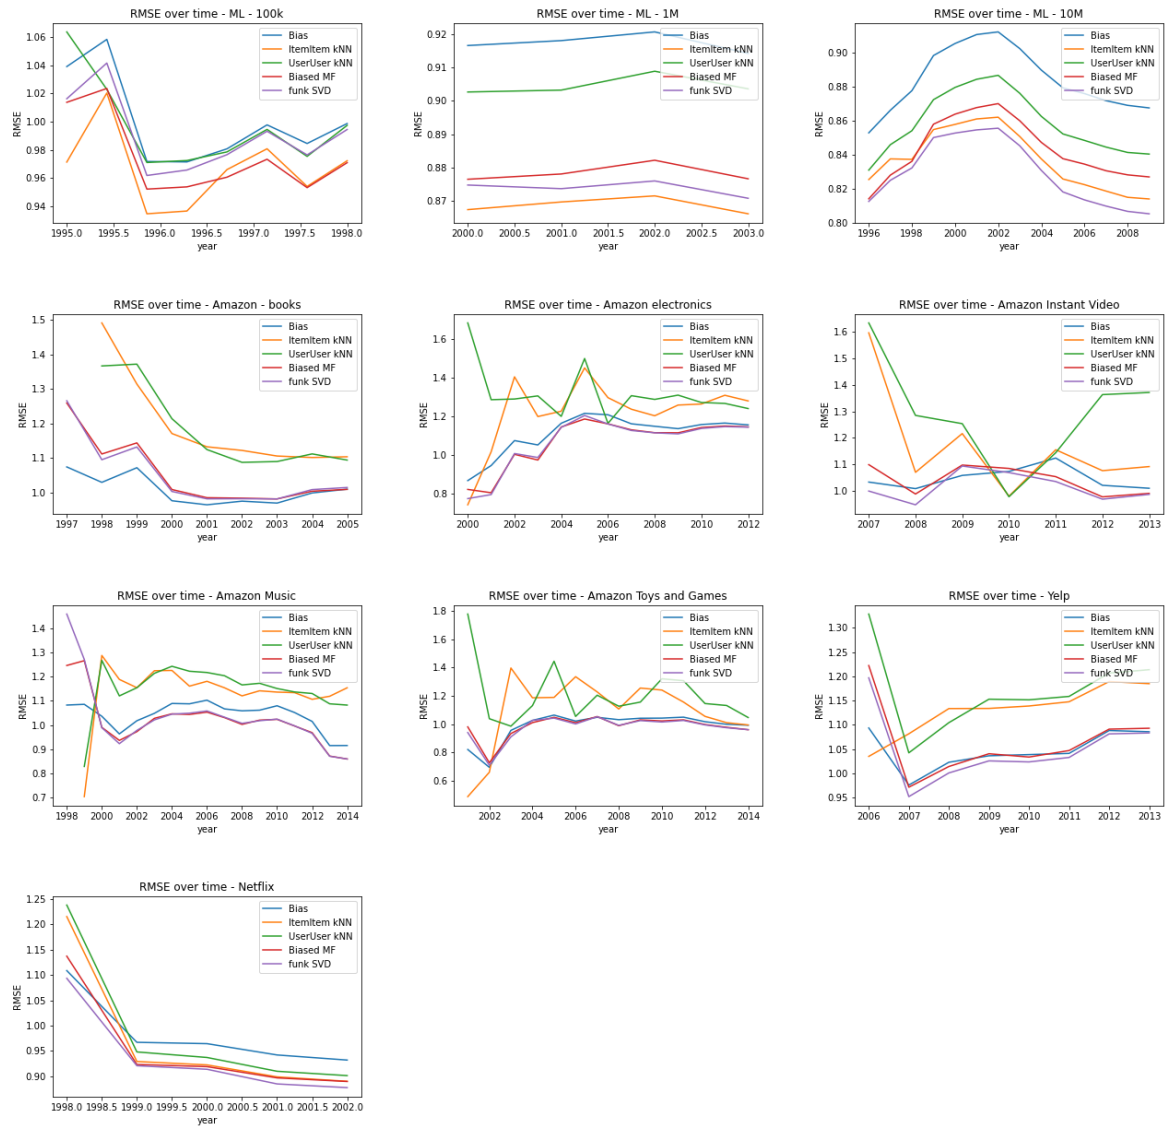 RMSE over time - ML - 100k
RMSE
1.06
1.04
1.02
1.00
0.98
0.96
0.94
1995.0 1995.5 1996.0 1996.5 1997.0 1997.5 1998.0
year
Bias
ItemItem kNN
UserUser kNN
Biased MF
funk SVD
RMSE over time - ML - 1M
RMSE
0.92
0.91
0.90
0.89
0.88
0.87
2000.0 2000.5 2001.0 2001.5 2002.0 2002.5 2003.0
year
Bias
ItemItem kNN
UserUser kNN
Biased MF
funk SVD
RMSE over time - ML - 10M
RMSE
0.90
0.88
0.86
0.84
0.82
0.80
1996 1998 2000 2002 2004 2006 2008
year
Bias
ItemItem kNN
UserUser kNN
Biased MF
funk SVD
RMSE over time - Amazon - books
RMSE
1.5
1.4
1.3
1.2
1.1
1.0
1997 1998 1999 2000 2001 2002 2003 2004 2005
year
Bias
ItemItem kNN
UserUser kNN
Biased MF
funk SVD
RMSE over time - Amazon electronics
RMSE
1.6
1.4
1.2
1.0
0.8
2000 2002 2004 2006 2008 2010 2012
year
Bias
ItemItem kNN
UserUser kNN
Biased MF
funk SVD
RMSE over time - Amazon Instant Video
RMSE
1.6
1.5
1.4
1.3
1.2
1.1
1.0
2007 2008 2009 2010 2011 2012 2013
year
Bias
ItemItem kNN
UserUser kNN
Biased MF
funk SVD
RMSE over time - Amazon Music
RMSE
1.4
1.3
1.2
1.1
1.0
0.9
0.8
0.7
1998 2000 2002 2004 2006 2008 2010 2012 2014
year
Bias
ItemItem kNN
UserUser kNN
Biased MF
funk SVD
RMSE over time - Amazon Toys and Games
RMSE
1.8
1.6
1.4
1.2
1.0
0.8
0.6
2002 2004 2006 2008 2010 2012 2014
year
Bias
ItemItem kNN
UserUser kNN
Biased MF
funk SVD
RMSE over time - Yelp
RMSE
1.30
1.25
1.20
1.15
1.10
1.05
1.00
0.95
2006 2007 2008 2009 2010 2011 2012 2013
year
Bias
ItemItem kNN
UserUser kNN
Biased MF
funk SVD
RMSE over time - Netflix
RMSE
1.25
1.20
1.15
1.10
1.05
1.00
0.95
0.90
1998.0 1998.5 1999.0 1999.5 2000.0 2000.5 2001.0 2001.5 2002.0
year
Bias
ItemItem kNN
UserUser kNN
Biased MF
funk SVD